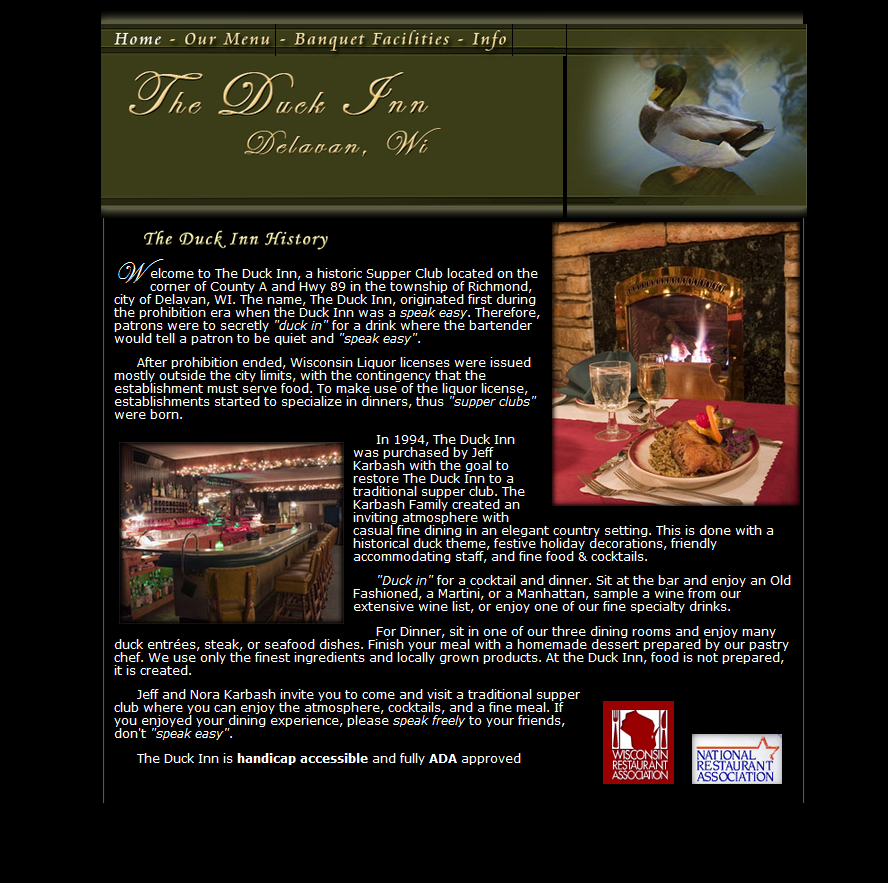 Home - Our Menu - Banquet Facilities - Info
The Duck Inn
Delavan, Wi
The Duck Inn History
Welcome to The Duck Inn, a historic Supper Club located on the
corner of County A and Hwy 89 in the township of Richmond,
city of Delavan, WI. The name, The Duck Inn, originated first during
the prohibition era when the Duck Inn was a speak easy. Therefore,
patrons were to secretly "duck in" for a drink where the bartender
would tell a patron to be quiet and "speak easy".
After prohibition ended, Wisconsin Liquor licenses were issued
mostly outside the city limits, with the contingency that the
establishment must serve food. To make use of the liquor license,
establishments started to specialize in dinners, thus "supper clubs"
were born.
In 1994, The Duck Inn
was purchased by Jeff
Karbash with the goal to
restore The Duck Inn to a
traditional supper club. The
Karbash Family created an
inviting atmosphere with
casual fine dining in an elegant country setting. This is done with a
historical duck theme, festive holiday decorations, friendly
accommodating staff, and fine food & cocktails.
"Duck in" for a cocktail and dinner. Sit at the bar and enjoy an Old
Fashioned, a Martini, or a Manhattan, sample a wine from our
extensive wine list, or enjoy one of our fine specialty drinks.
For Dinner, sit in one of our three dining rooms and enjoy many
duck entrées, steak, or seafood dishes. Finish your meal with a homemade dessert prepared by our pastry
chef. We use only the finest ingredients and locally grown products. At the Duck Inn, food is not prepared,
it is created.
Jeff and Nora Karbash invite you to come and visit a traditional supper
club where you can enjoy the atmosphere, cocktails, and a fine meal. If
you enjoyed your dining experience, please speak freely to your friends,
don't "speak easy".
The Duck Inn is handicap accessible and fully ADA approved
WISCONSIN
RESTAURANT
ASSOCIATION
NATIONAL
RESTAURANT
ASSOCIATION